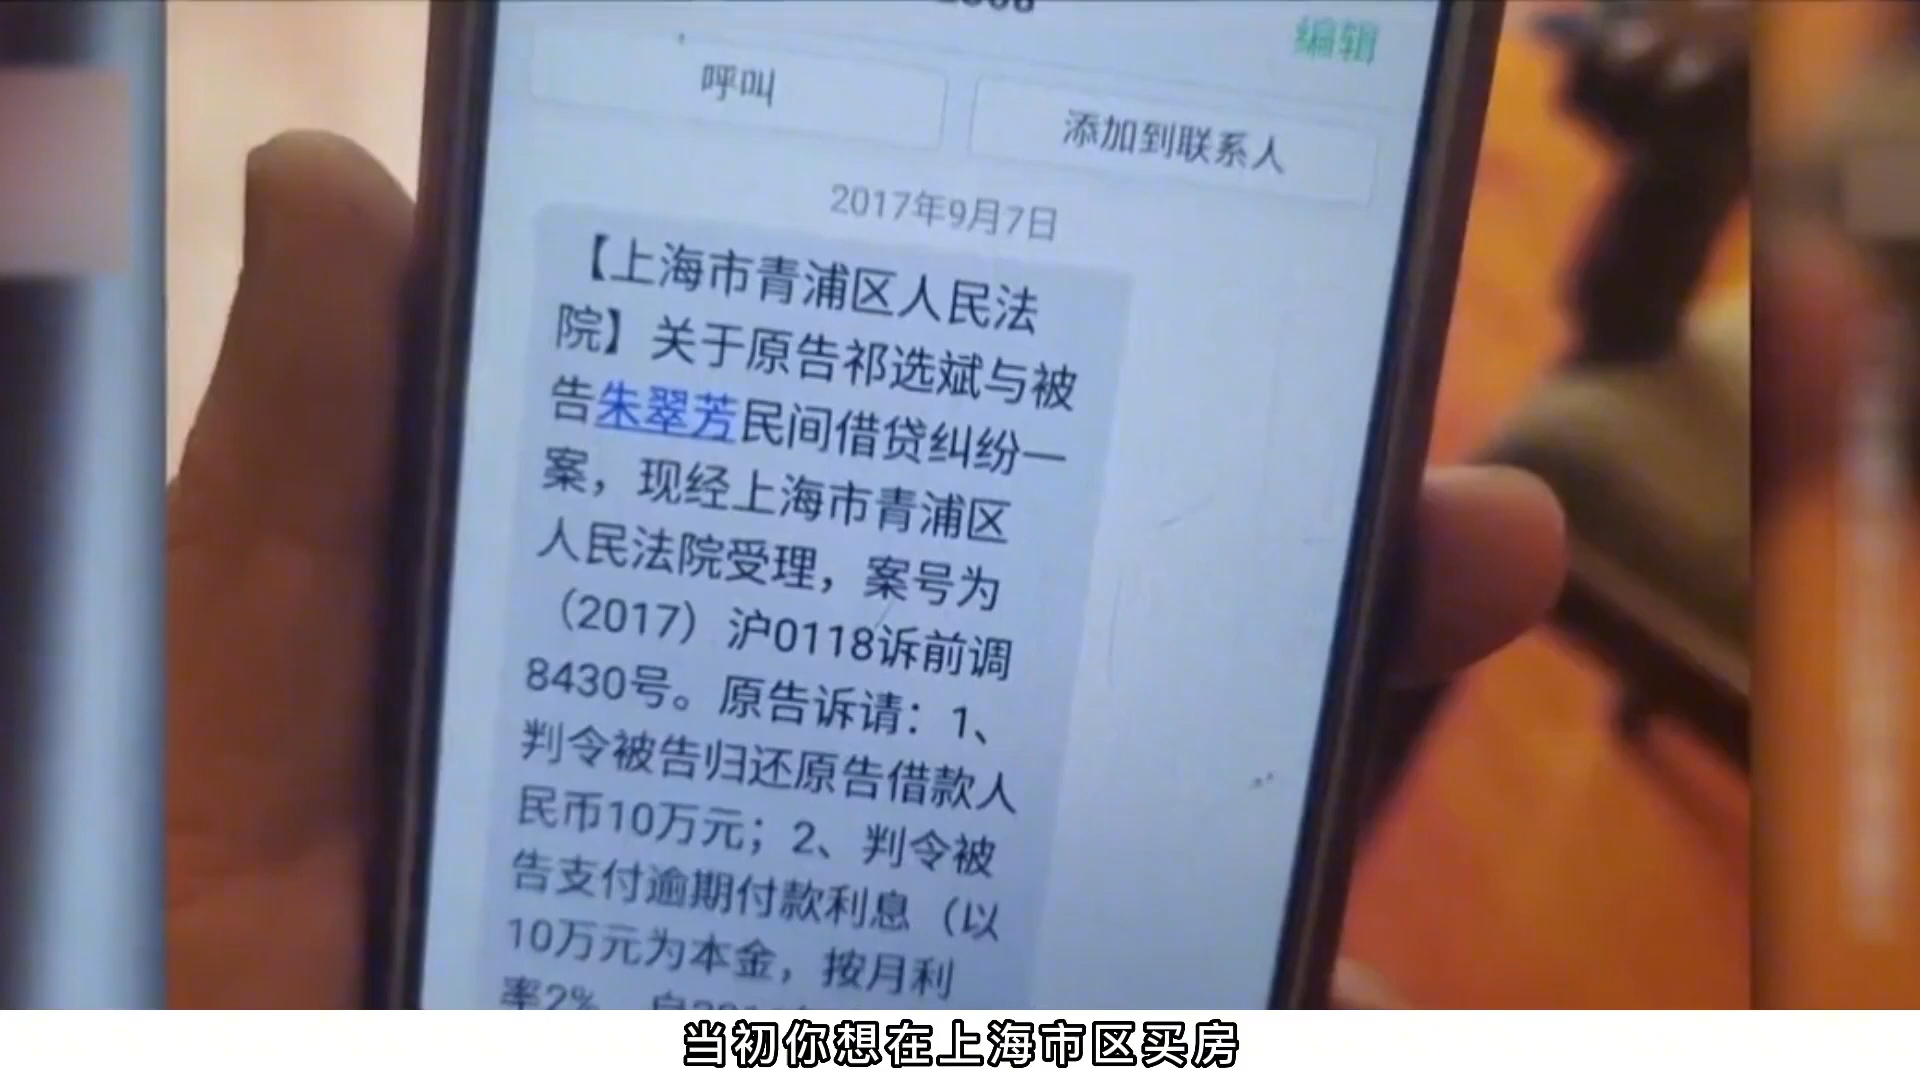 编辑
呼叫
添加到联系人
2017年9月7日
【上海市青浦区人民法
院】关于原告祁选斌与被
告朱翠芳民间借贷纠纷一
案，现经上海市青浦区
人民法院受理，案号为
（2017）沪0118诉前调
8430号。原告诉请：1、
判令被告归还原告借款人
民币10万元；2、判令被
告支付逾期付款利息（以
10万元为本金，按月利
率2%
当初你想在上海市区买房